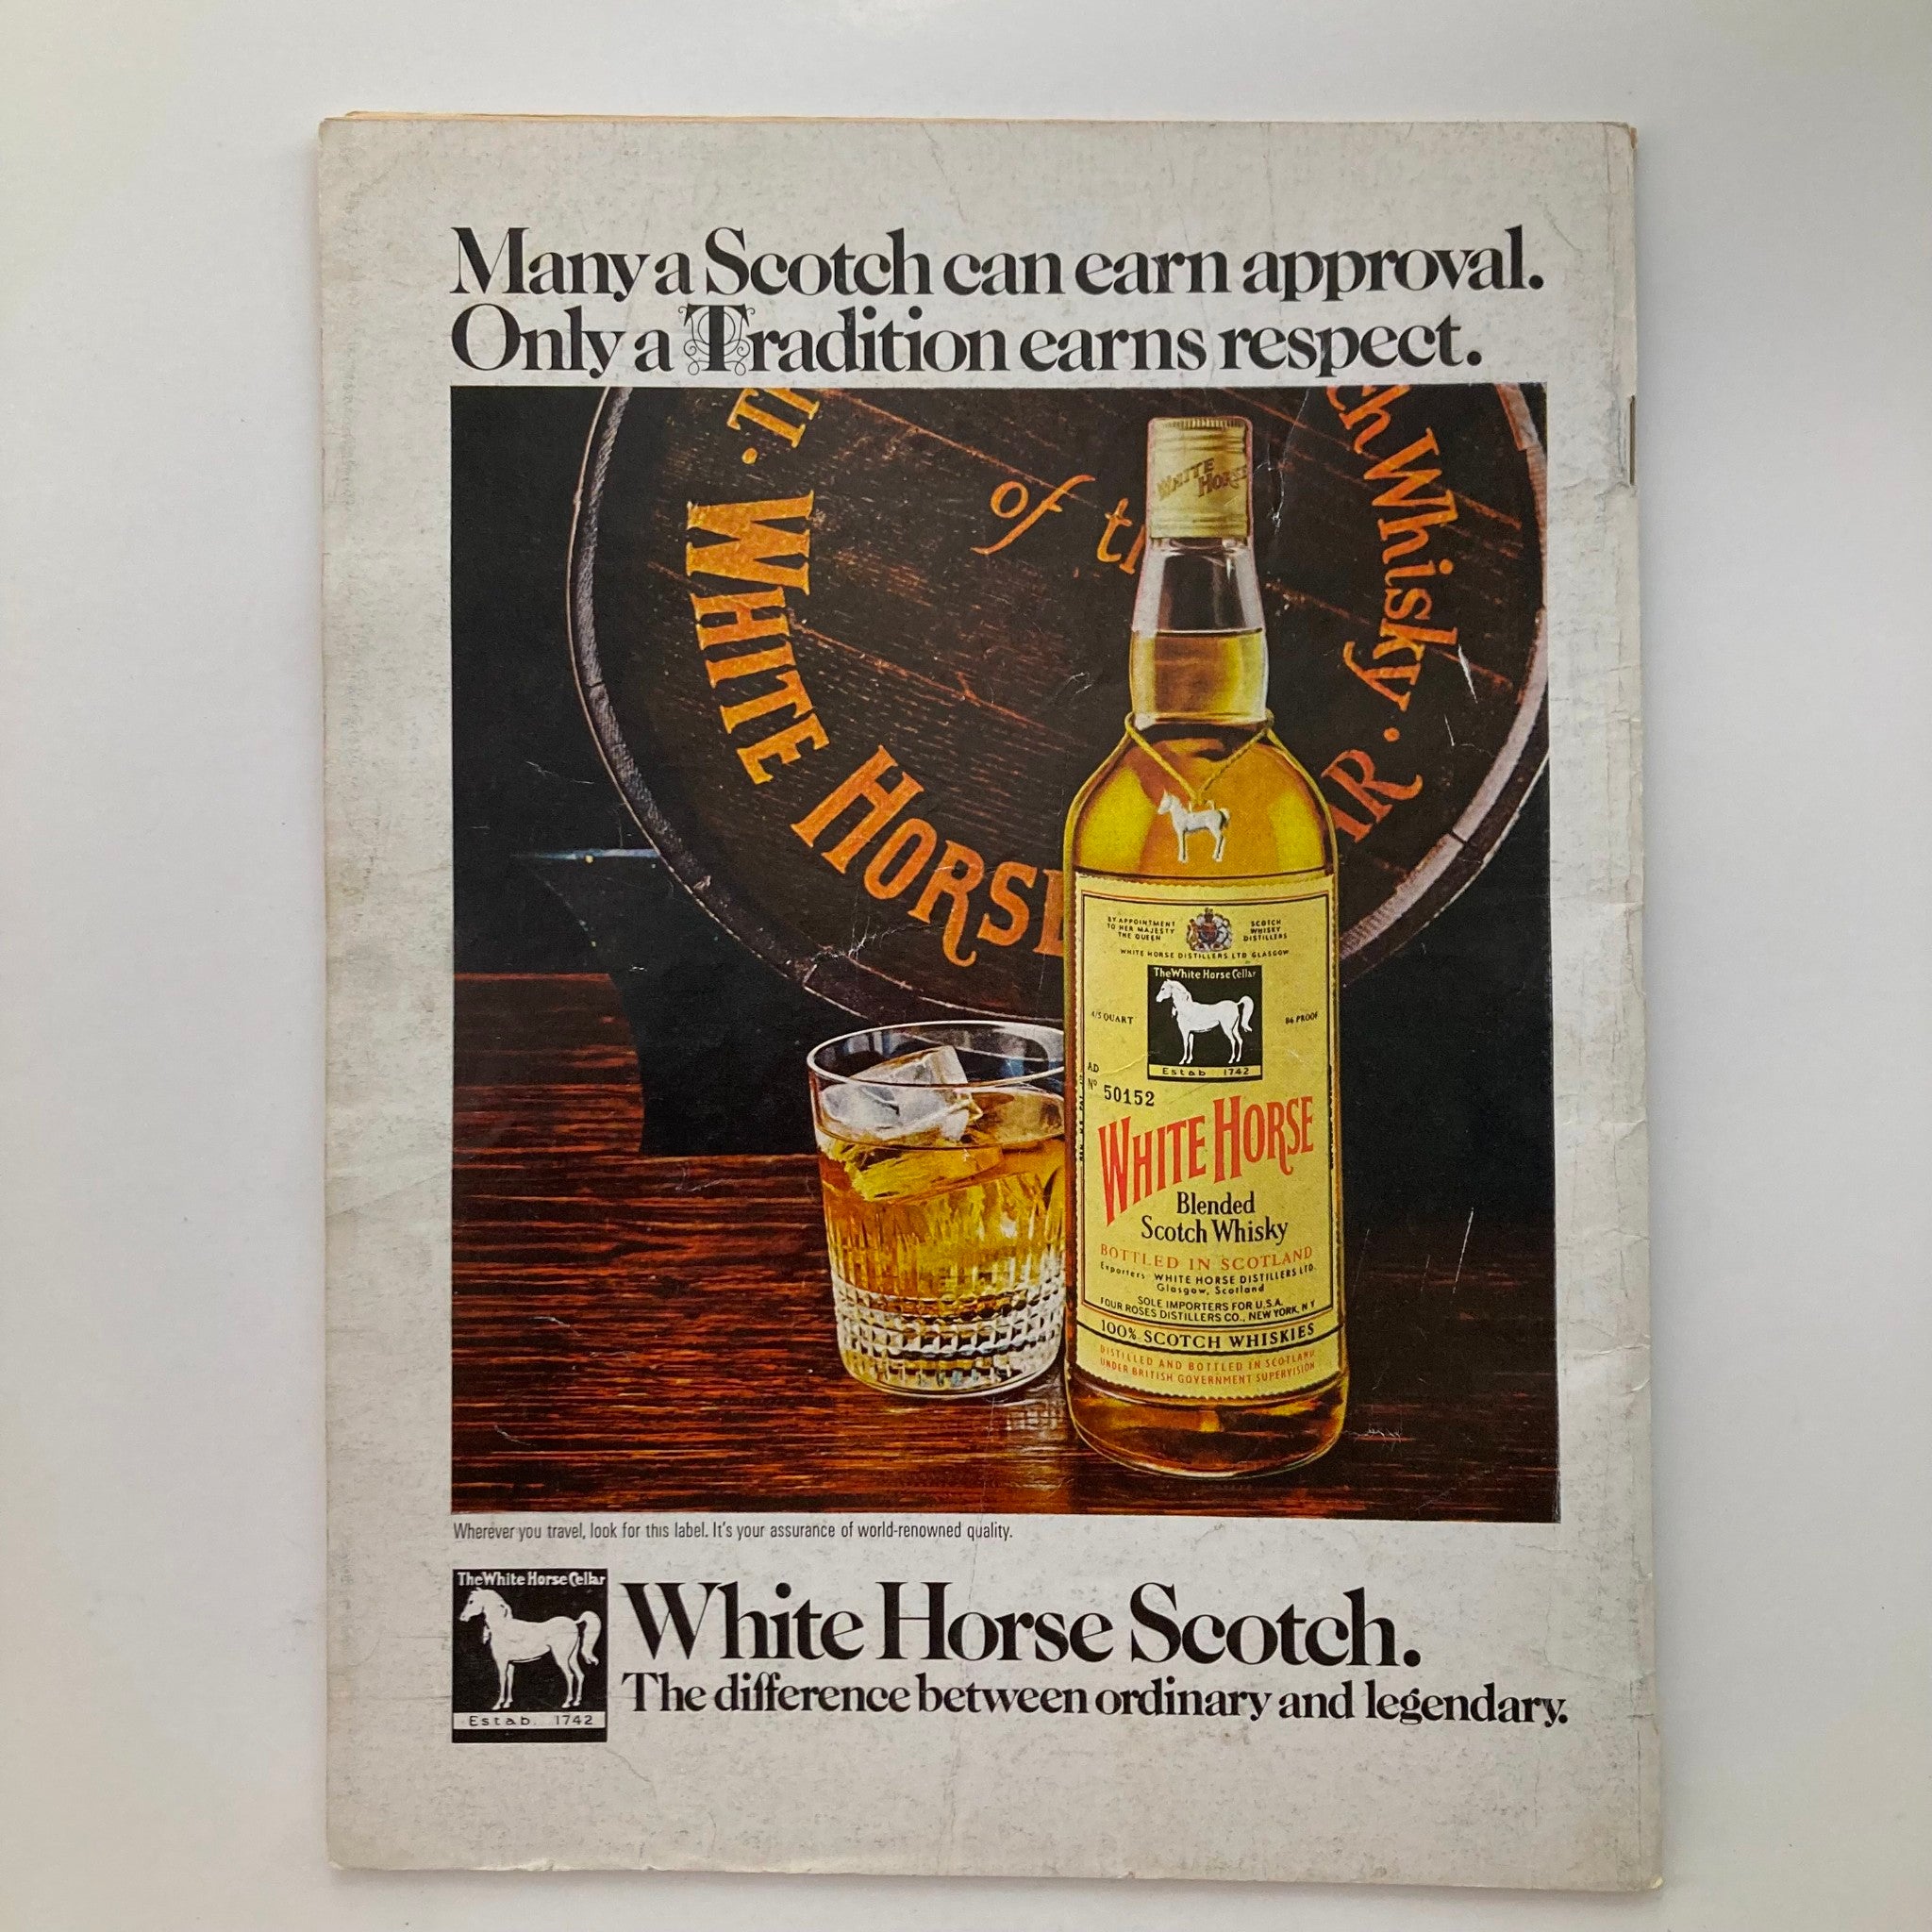 Many a Scotch can earn approval.
Only a Tradition earns respect.
WHITE HORSE
of
Whisky
WHITE
HORSE
BY APPOINTMENT
TO HER MAJESTY
THE QUEEN
SCOTCH
WHISKY
DISTILLERS
WHITE HORSE DISTILLERS LTD GLASGOW
The White Horse Cellar
4/5 QUART
86 PROOF
Estab 1742
AD
Nº 50152
WHITE HORSE
Blended
Scotch Whisky
BOTTLED IN SCOTLAND
Exporters WHITE HORSE DISTILLERS LTD.
Glasgow, Scotland
SOLE IMPORTERS FOR U.S.A.
FOUR ROSES DISTILLERS CO., NEW YORK, N.Y.
100% SCOTCH WHISKIES
DISTILLED AND BOTTLED IN SCOTLAND
UNDER BRITISH GOVERNMENT SUPERVISION
Wherever you travel, look for this label. It's your assurance of world-renowned quality.
The White Horse Cellar
Estab. 1742
White Horse Scotch.
The difference between ordinary and legendary.